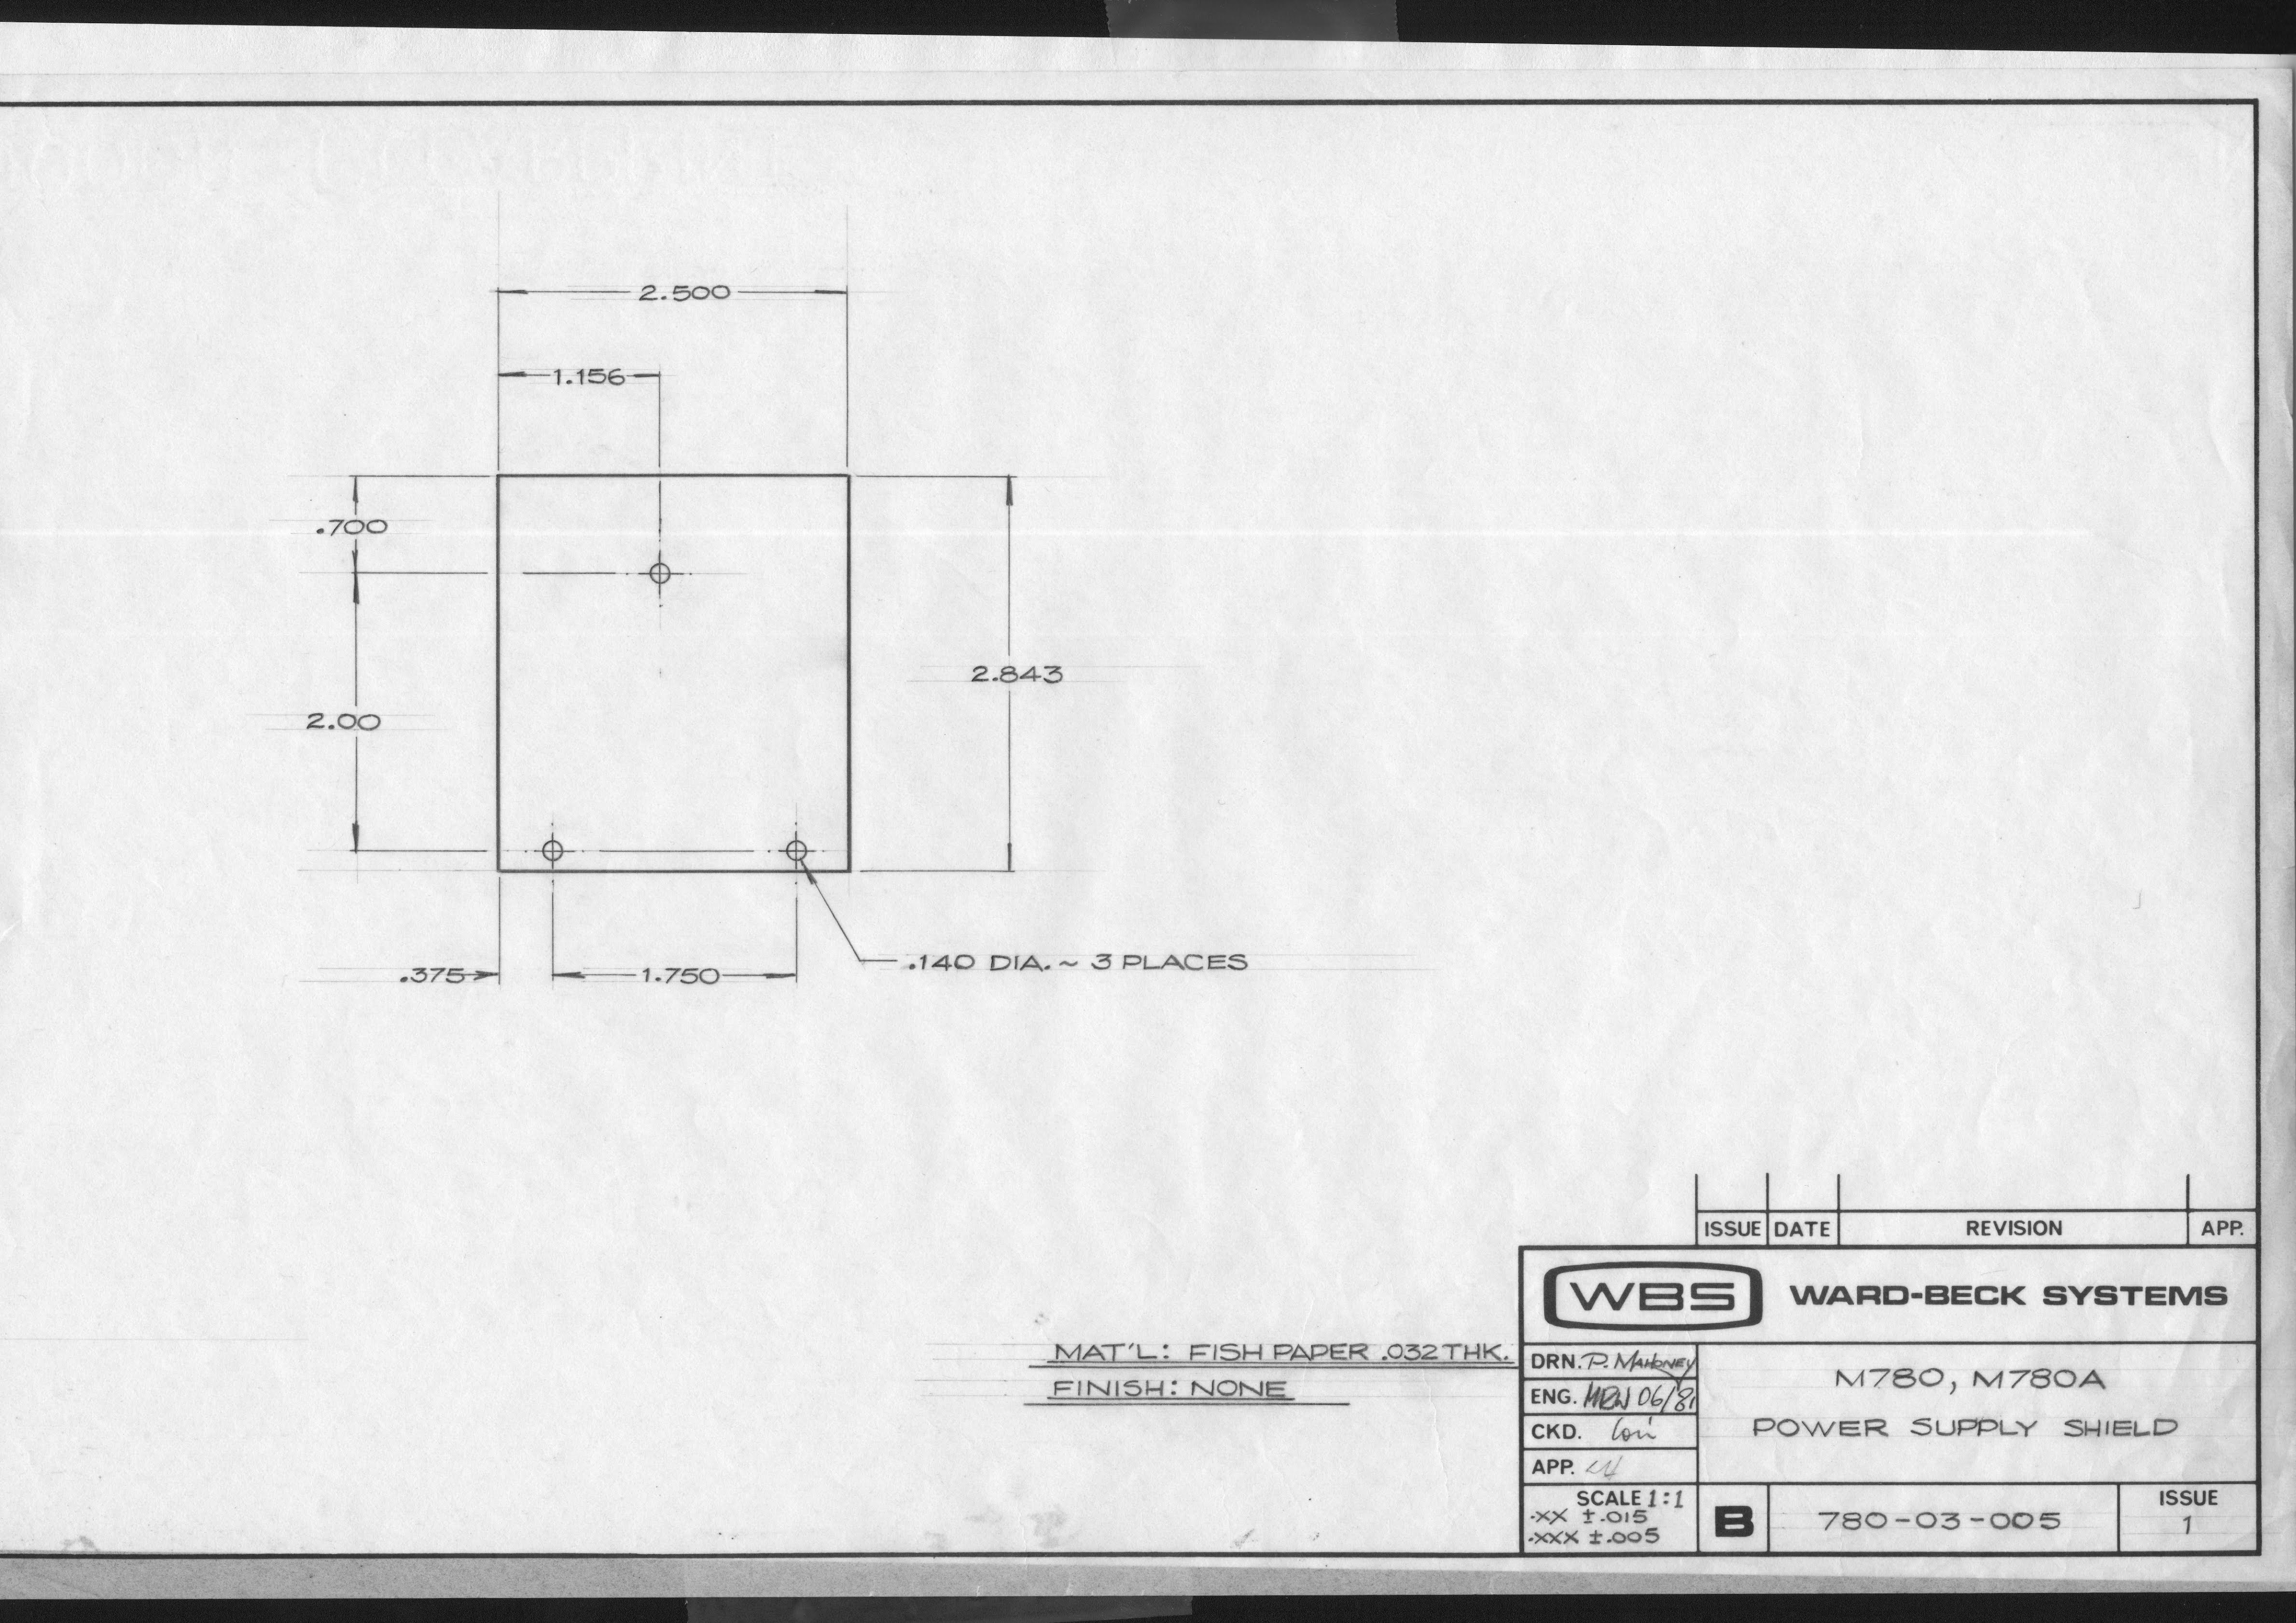 2.500
1.156
.700
2.843
2.00
.140 DIA. ~ 3 PLACES
.375
1.750
ISSUE DATE REVISION APP.
WBS WARD-BECK SYSTEMS
MAT'L: FISH PAPER .032 THK.
FINISH: NONE
DRN. P. MAHONEY
ENG. MRW 06/81
CKD. Lori
APP.
M780, M780A
POWER SUPPLY SHIELD
SCALE 1:1
.XX ±.015
.XXX ±.005
B
780-03-005
ISSUE
1